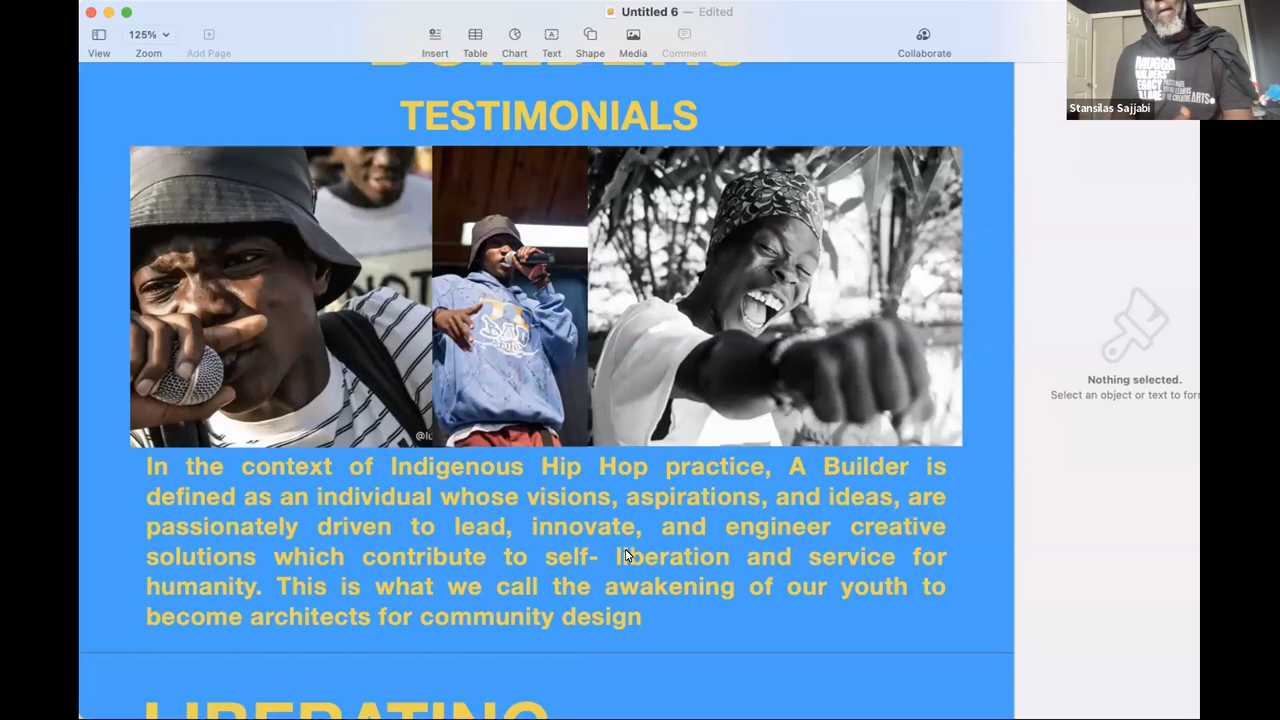 Untitled 6 — Edited
125%
View
Zoom
Add Page
Insert
Table
Chart
Text
Shape
Media
Comment
Collaborate
Stansilas Sajjabi
BUILDERS
TESTIMONIALS
BAD
In the context of Indigenous Hip Hop practice, A Builder is
defined as an individual whose visions, aspirations, and ideas, are
passionately driven to lead, innovate, and engineer creative
solutions which contribute to self- liberation and service for
humanity. This is what we call the awakening of our youth to
become architects for community design
LIBERATING
Nothing selected.
Select an object or text to for